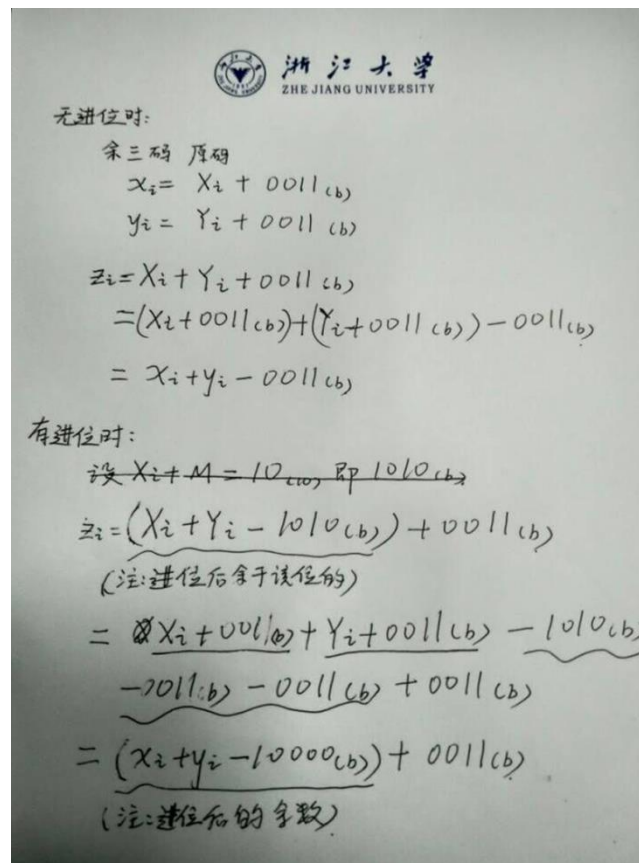 浙江大学
ZHE JIANG UNIVERSITY
无进位时:
余三码 原码
xi = Xi + 0011(b)
yi = Yi + 0011(b)
zi = Xi + Yi + 0011(b)
= (Xi + 0011(b)) + (Yi + 0011(b)) - 0011(b)
= xi + yi - 0011(b)
有进位时:
设 Xi + M = 10(10) 即 1010(b)
zi = (Xi + Yi - 1010(b)) + 0011(b)
(注:进位后余于该位的)
= Xi + 0011(b) + Yi + 0011(b) - 1010(b)
- 0011(b) - 0011(b) + 0011(b)
= (xi + yi - 10000(b)) + 0011(b)
(注:进位后的余数)